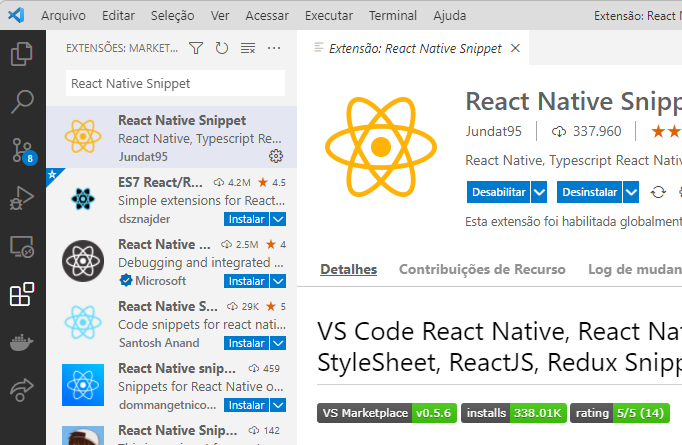 Arquivo Editar Seleção Ver Acessar Executar Terminal Ajuda Extensão: React N
EXTENSÕES: MARKET...
React Native Snippet
React Native Snippet
React Native, Typescript Re...
Jundat95
ES7 React/R... 4.2M 4.5
Simple extensions for React...
dsznajder Instalar
React Native ... 2.5M 4
Debugging and integrated ...
Microsoft Instalar
React Native S... 29K 5
Code snippets for react nati...
Santosh Anand Instalar
React Native snip... 459
Snippets for React Native o...
dommangetnico... Instalar
React Native Snip... 142
8
Extensão: React Native Snippet
React Native Snipp
Jundat95 337.960
React Native, Typescript React Nativ
Desabilitar Desinstalar
Esta extensão foi habilitada globalment
Detalhes Contribuições de Recurso Log de mudan
VS Code React Native, React Nat
StyleSheet, ReactJS, Redux Snipp
VS Marketplace v0.5.6 installs 338.01K rating 5/5 (14)